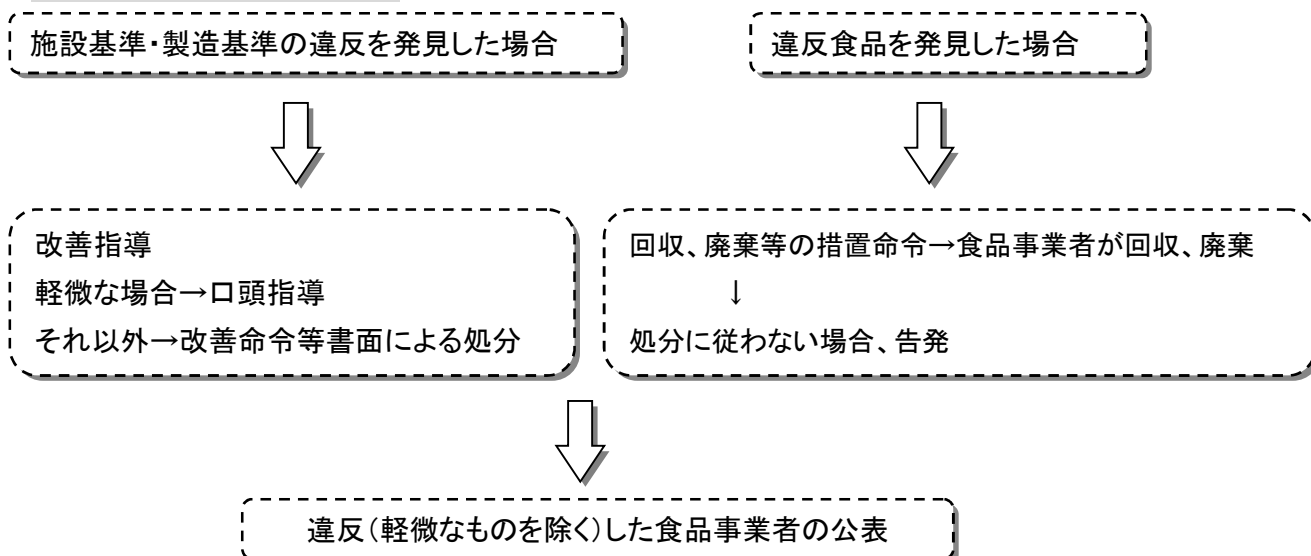 施設基準・製造基準の違反を発見した場合
違反食品を発見した場合
改善指導
軽微な場合→口頭指導
それ以外→改善命令等書面による処分
回収、廃棄等の措置命令→食品事業者が回収、廃棄
↓
処分に従わない場合、告発
違反（軽微なものを除く）した食品事業者の公表